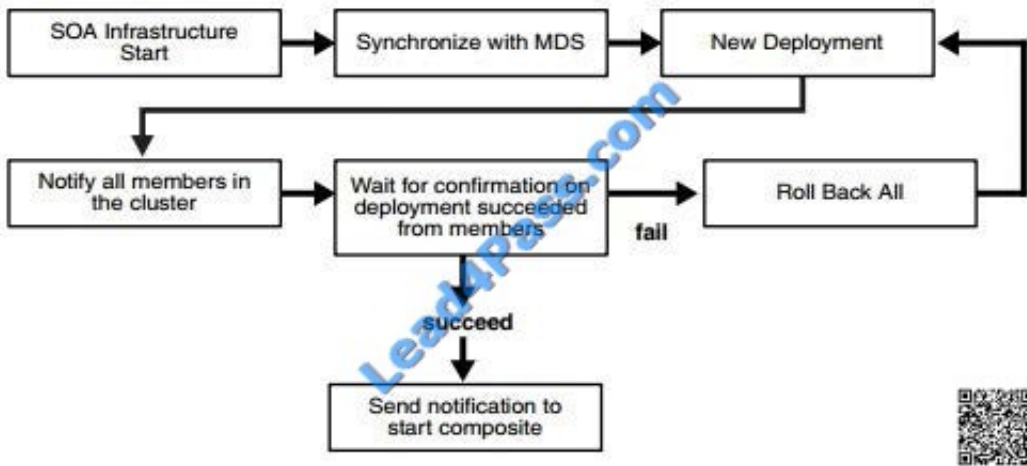 SOA Infrastructure
Start
Synchronize with MDS
New Deployment
Notify all members in
the cluster
Wait for confirmation on
deployment succeeded
from members
fail
Roll Back All
succeed
Send notification to
start composite
Lead4Pass.com